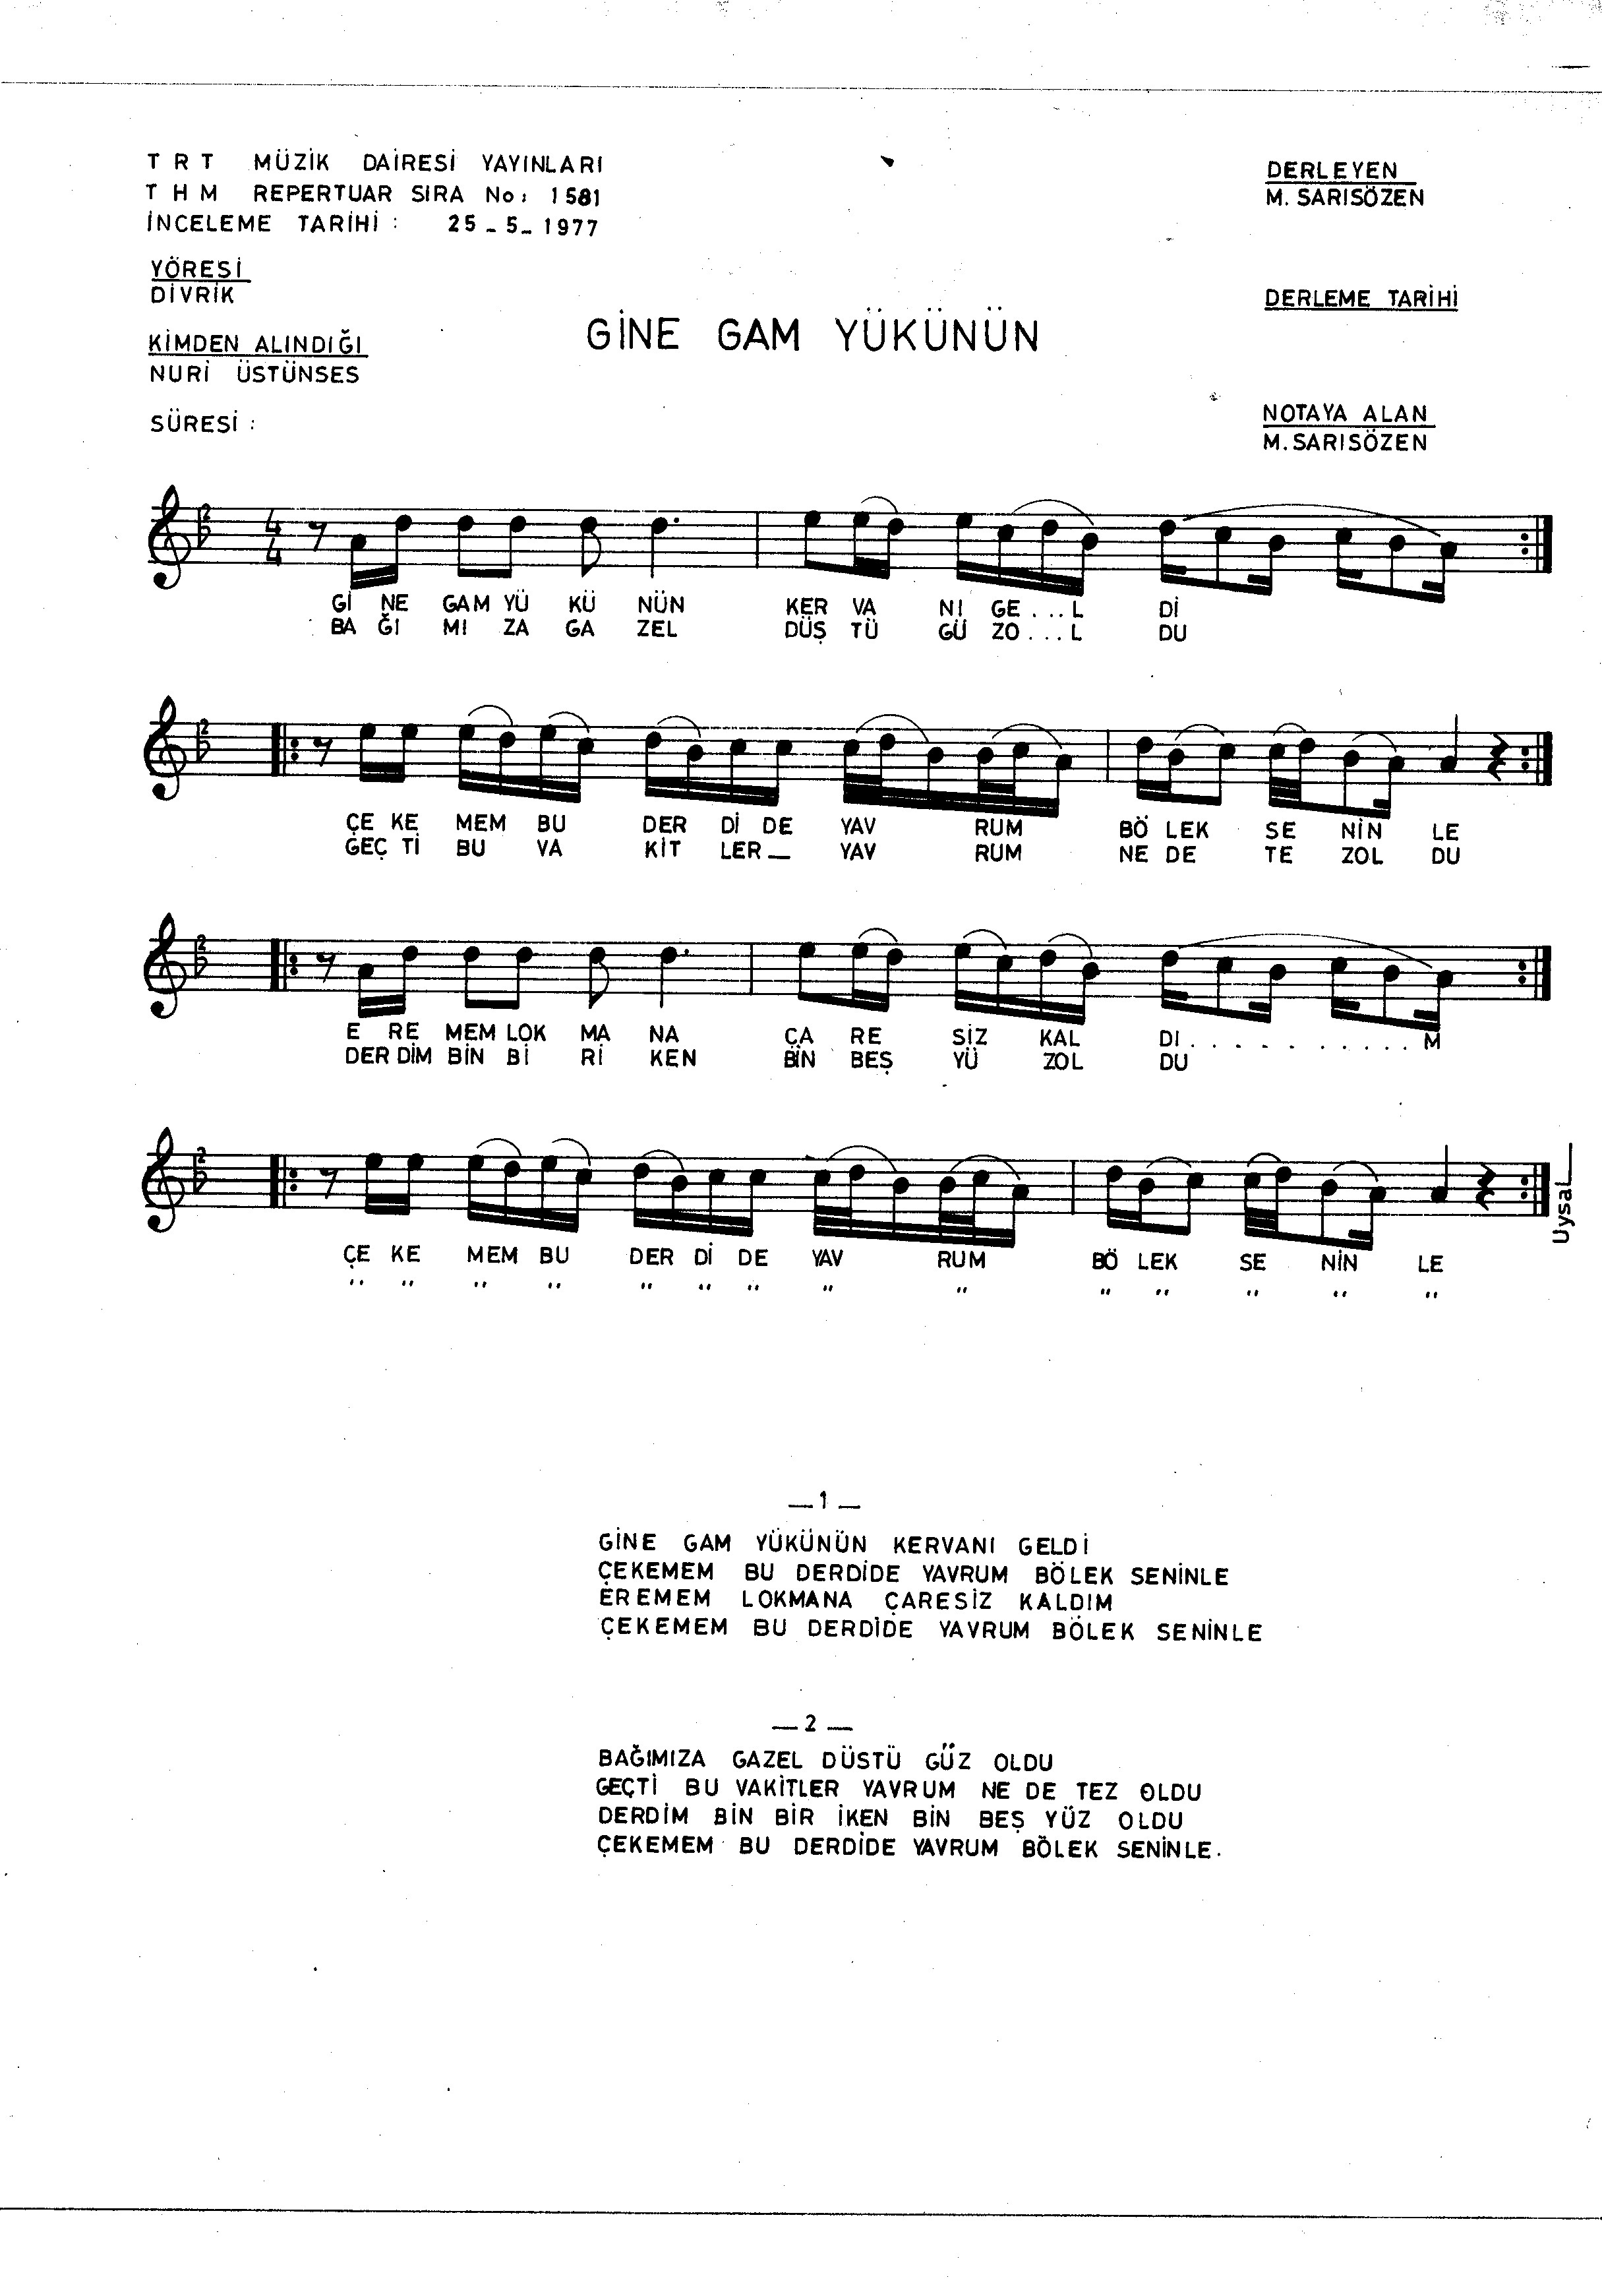 TRT MÜZİK DAİRESİ YAYINLARI
THM REPERTUAR SIRA No: 1581
İNCELEME TARİHİ : 25-5-1977
DERLEYEN
M. SARISÖZEN
YÖRESİ
DİVRİK
DERLEME TARİHİ
KİMDEN ALINDIĞI
NURİ ÜSTÜNSES
GİNE GAM YÜKÜNÜN
SÜRESİ :
NOTAYA ALAN
M. SARISÖZEN
2
4
4
Gİ NE GAM YÜ KÜ NÜN KER VA NI GE...L Dİ
BA ĞI MI ZA GA ZEL DÜŞ TÜ GÜ ZO...L DU
2
ÇE KE MEM BU DER Dİ DE YAV RUM BÖ LEK SE NİN LE
GEÇ Tİ BU VA KİT LER_ YAV RUM NE DE TE ZOL DU
2
E RE MEM LOK MA NA ÇA RE SİZ KAL DI...........M
DER DİM BİN Bİ Rİ KEN BİN BEŞ YÜ ZOL DU
2
ÇE KE MEM BU DER Dİ DE YAV RUM BÖ LEK SE NİN LE
" " " " " " " " " " " " " "
Uysal
_1_
GİNE GAM YÜKÜNÜN KERVANI GELDİ
ÇEKEMEM BU DERDİDE YAVRUM BÖLEK SENİNLE
EREMEM LOKMANA ÇARESİZ KALDIM
ÇEKEMEM BU DERDİDE YAVRUM BÖLEK SENİNLE
_2_
BAĞIMIZA GAZEL DÜSTÜ GÜZ OLDU
GEÇTİ BU VAKİTLER YAVRUM NE DE TEZ OLDU
DERDİM BİN BİR İKEN BİN BEŞ YÜZ OLDU
ÇEKEMEM BU DERDİDE YAVRUM BÖLEK SENİNLE.